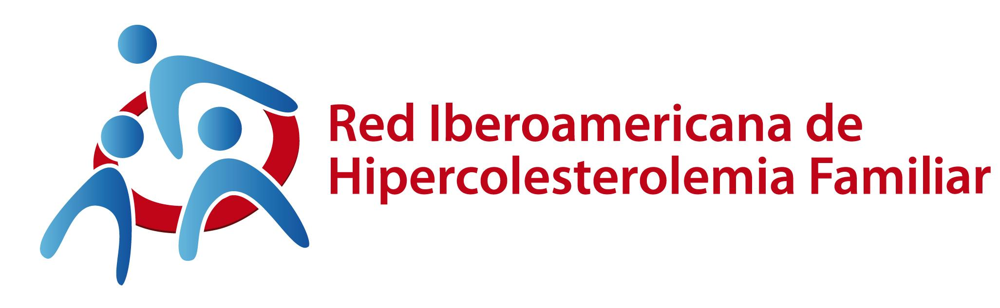 Red Iberoamericana de
Hipercolesterolemia Familiar